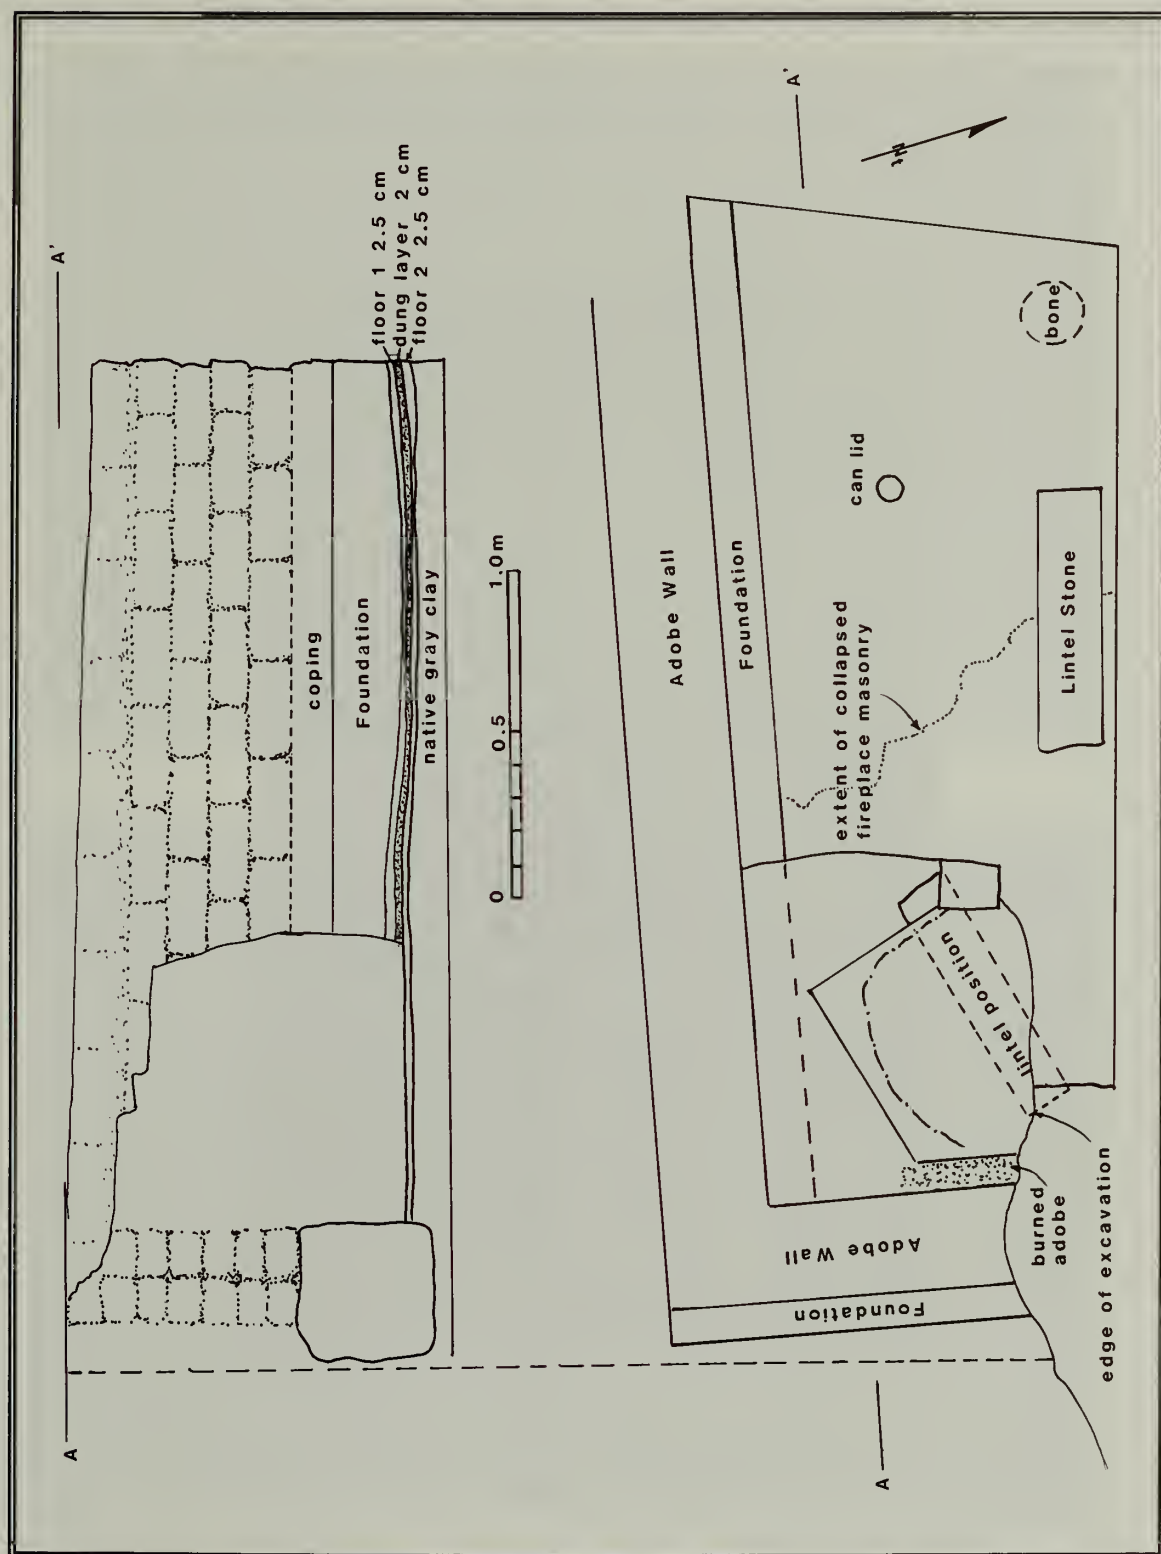 A
A'
floor 1 2.5 cm
dung layer 2 cm
floor 2 2.5 cm
coping
Foundation
native gray clay
0
0.5
1.0m
A
A'
Adobe Wall
Foundation
can lid
bone
extent of collapsed
fireplace masonry
Lintel Stone
lintel position
Adobe Wall
Foundation
burned
adobe
edge of excavation